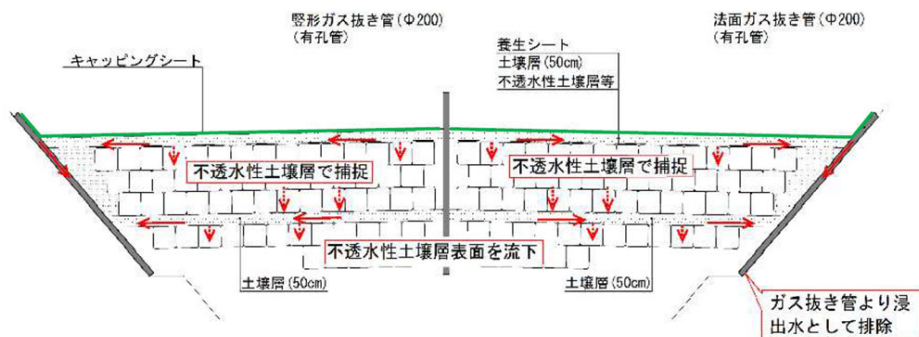 竪形ガス抜き管(Φ200)
(有孔管)
法面ガス抜き管(Φ200)
(有孔管)
キャッピングシート
養生シート
土壌層(50cm)
不透水性土壌層等
不透水性土壌層で捕捉
不透水性土壌層で捕捉
不透水性土壌層表面を流下
土壌層(50cm)
土壌層(50cm)
ガス抜き管より浸
出水として排除